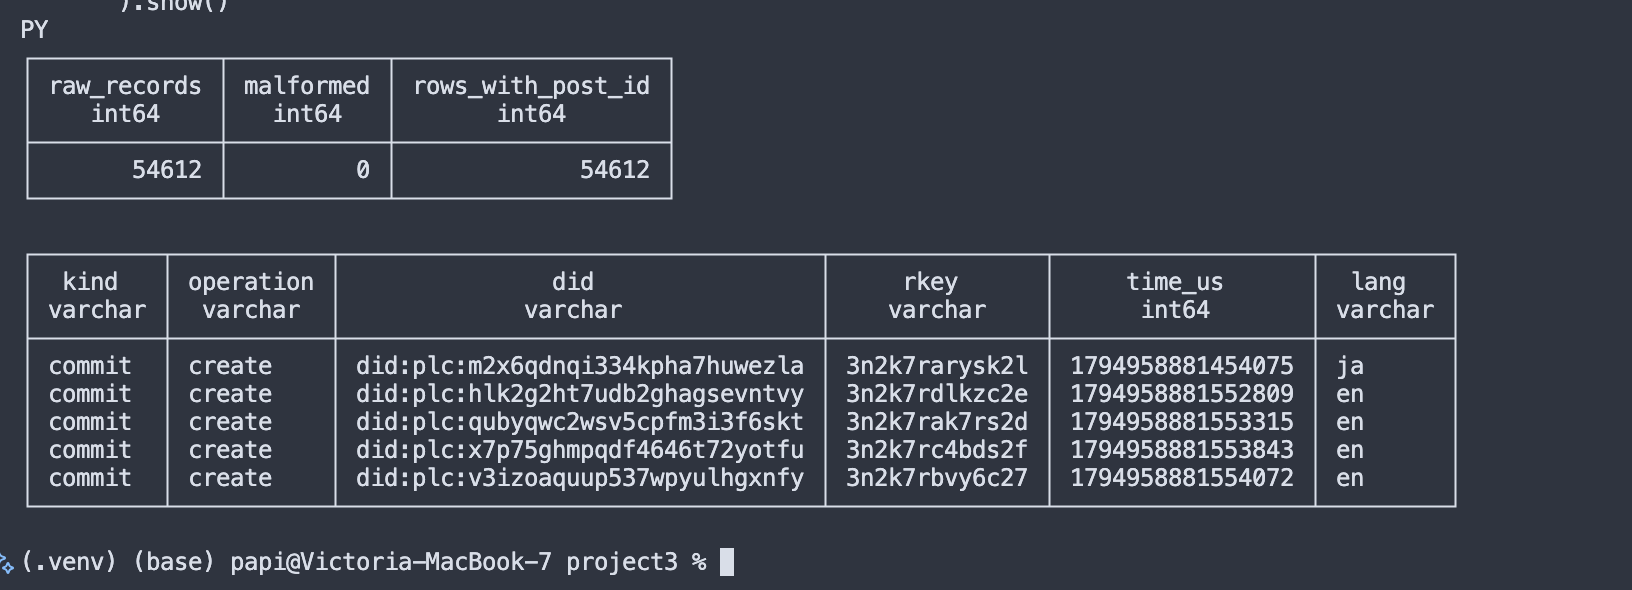 ).show()
PY
raw_records malformed rows_with_post_id
int64 int64 int64
54612 0 54612
kind operation did rkey time_us lang
varchar varchar varchar varchar int64 varchar
commit create did:plc:m2x6qdnqi334kpha7huwezla 3n2k7rarysk2l 1794958881454075 ja
commit create did:plc:hlk2g2ht7udb2ghagsevntvy 3n2k7rdlkzc2e 1794958881552809 en
commit create did:plc:qubyqwc2wsv5cpfm3i3f6skt 3n2k7rak7rs2d 1794958881553315 en
commit create did:plc:x7p75ghmpqdf4646t72yotfu 3n2k7rc4bds2f 1794958881553843 en
commit create did:plc:v3izoaquup537wpyulhgxnfy 3n2k7rbvy6c27 1794958881554072 en
(.venv) (base) papi@Victoria-MacBook-7 project3 %